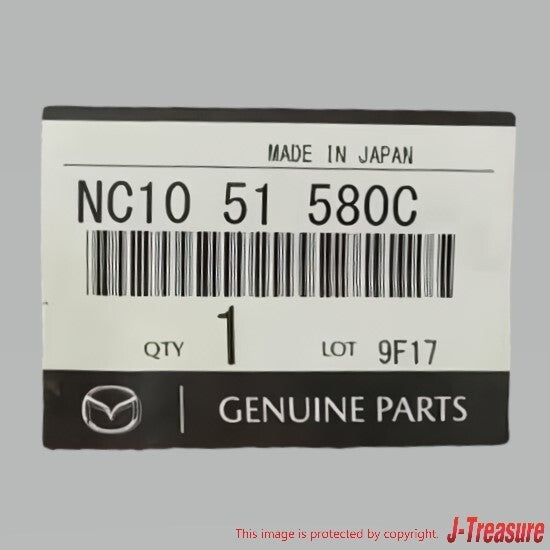 MADE IN JAPAN
NC10 51 580C
QTY 1 LOT 9F17
GENUINE PARTS
This image is protected by copyright. J-Treasure